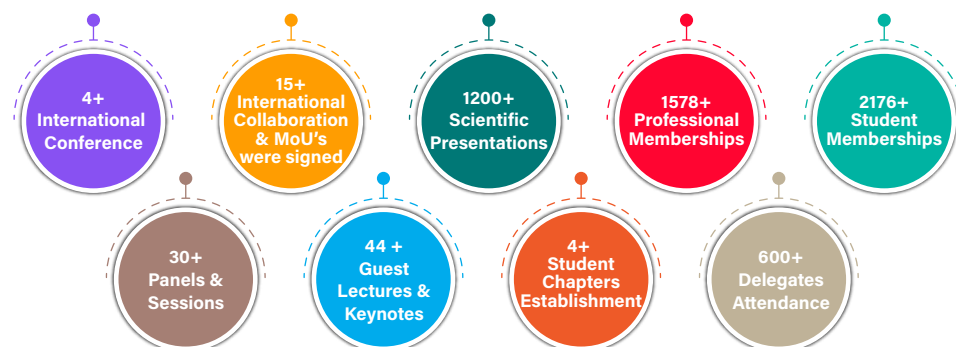 4+
International
Conference
15+
International
Collaboration
& MoU's
were signed
1200+
Scientific
Presentations
1578+
Professional
Memberships
2176+
Student
Memberships
30+
Panels &
Sessions
44 +
Guest
Lectures &
Keynotes
4+
Student
Chapters
Establishment
600+
Delegates
Attendance